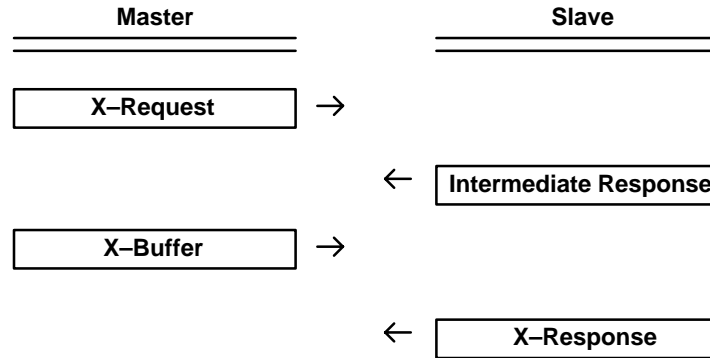 Master Slave
X–Request
Intermediate Response
X–Buffer
X–Response